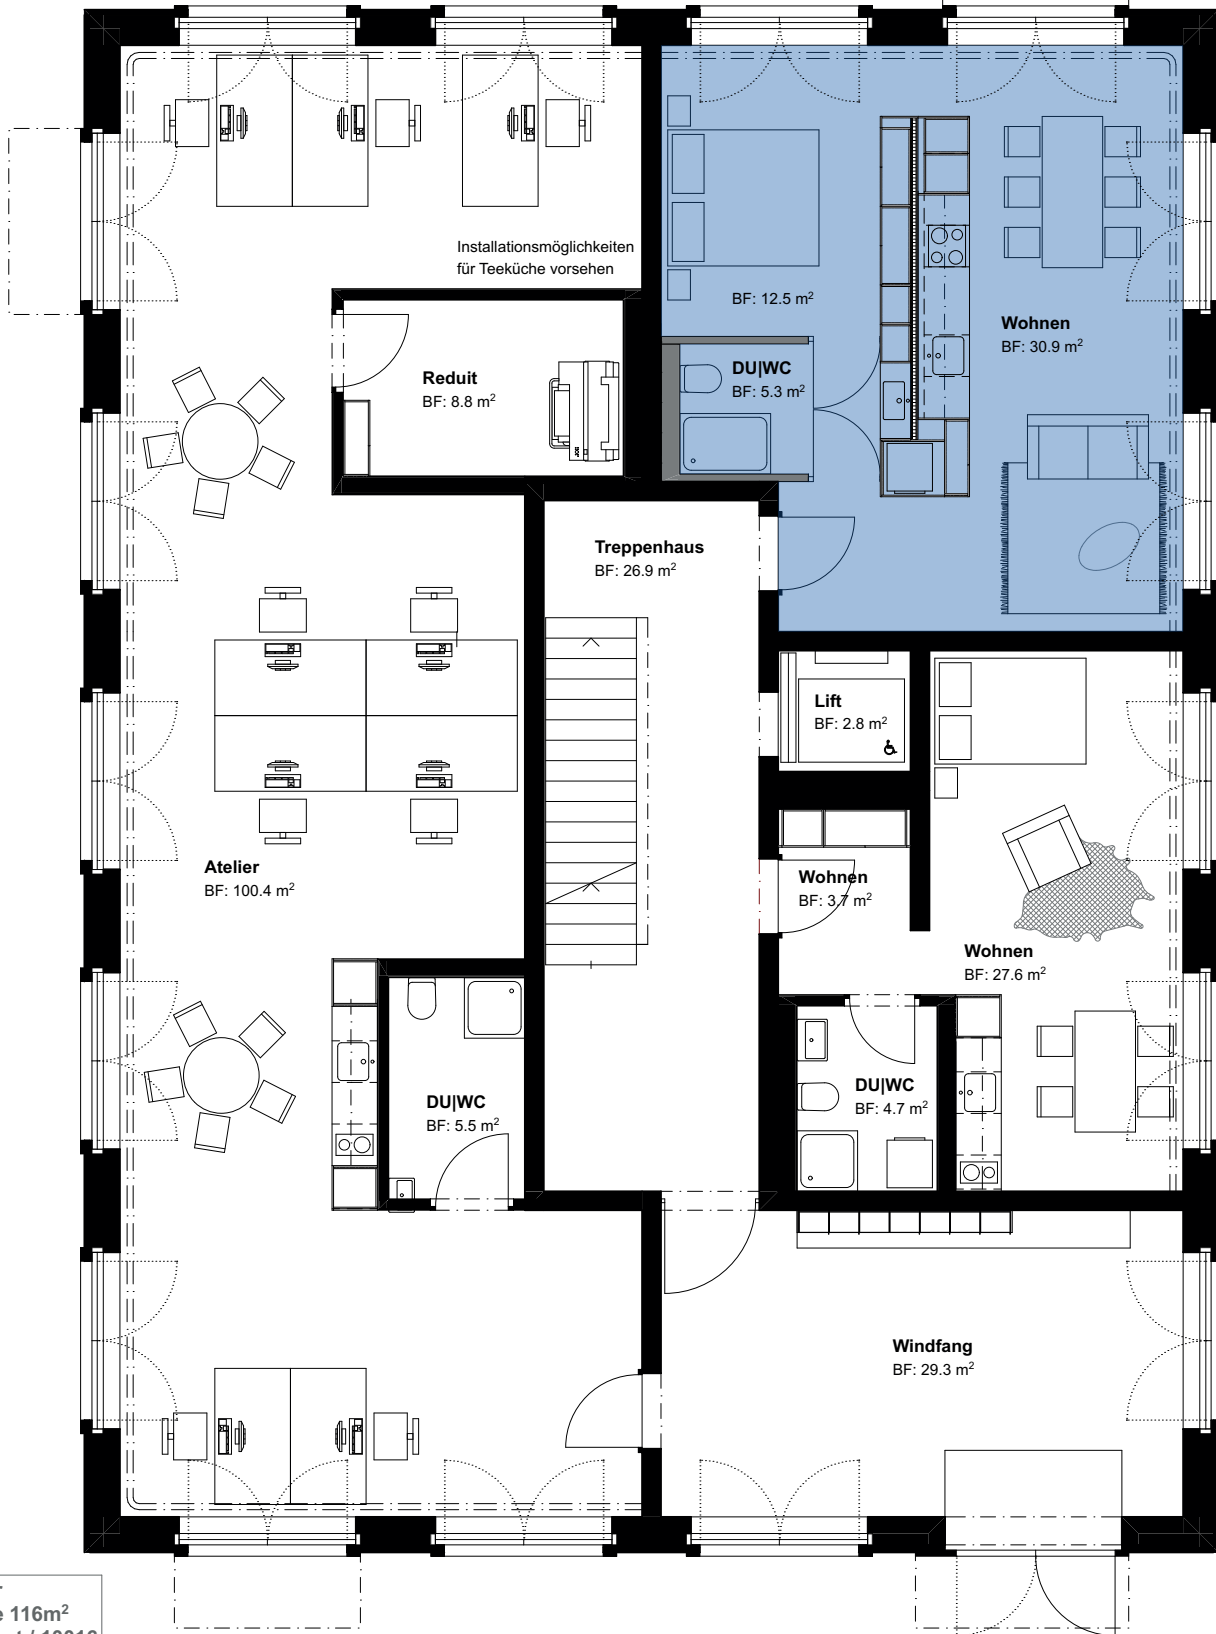 Installationsmöglichkeiten
für Teeküche vorsehen
BF: 12.5 m²
Wohnen
BF: 30.9 m²
Reduit
BF: 8.8 m²
DU|WC
BF: 5.3 m²
Treppenhaus
BF: 26.9 m²
Lift
BF: 2.8 m²
Atelier
BF: 100.4 m²
Wohnen
BF: 3.7 m²
Wohnen
BF: 27.6 m²
DU|WC
BF: 5.5 m²
DU|WC
BF: 4.7 m²
Windfang
BF: 29.3 m²
116m²